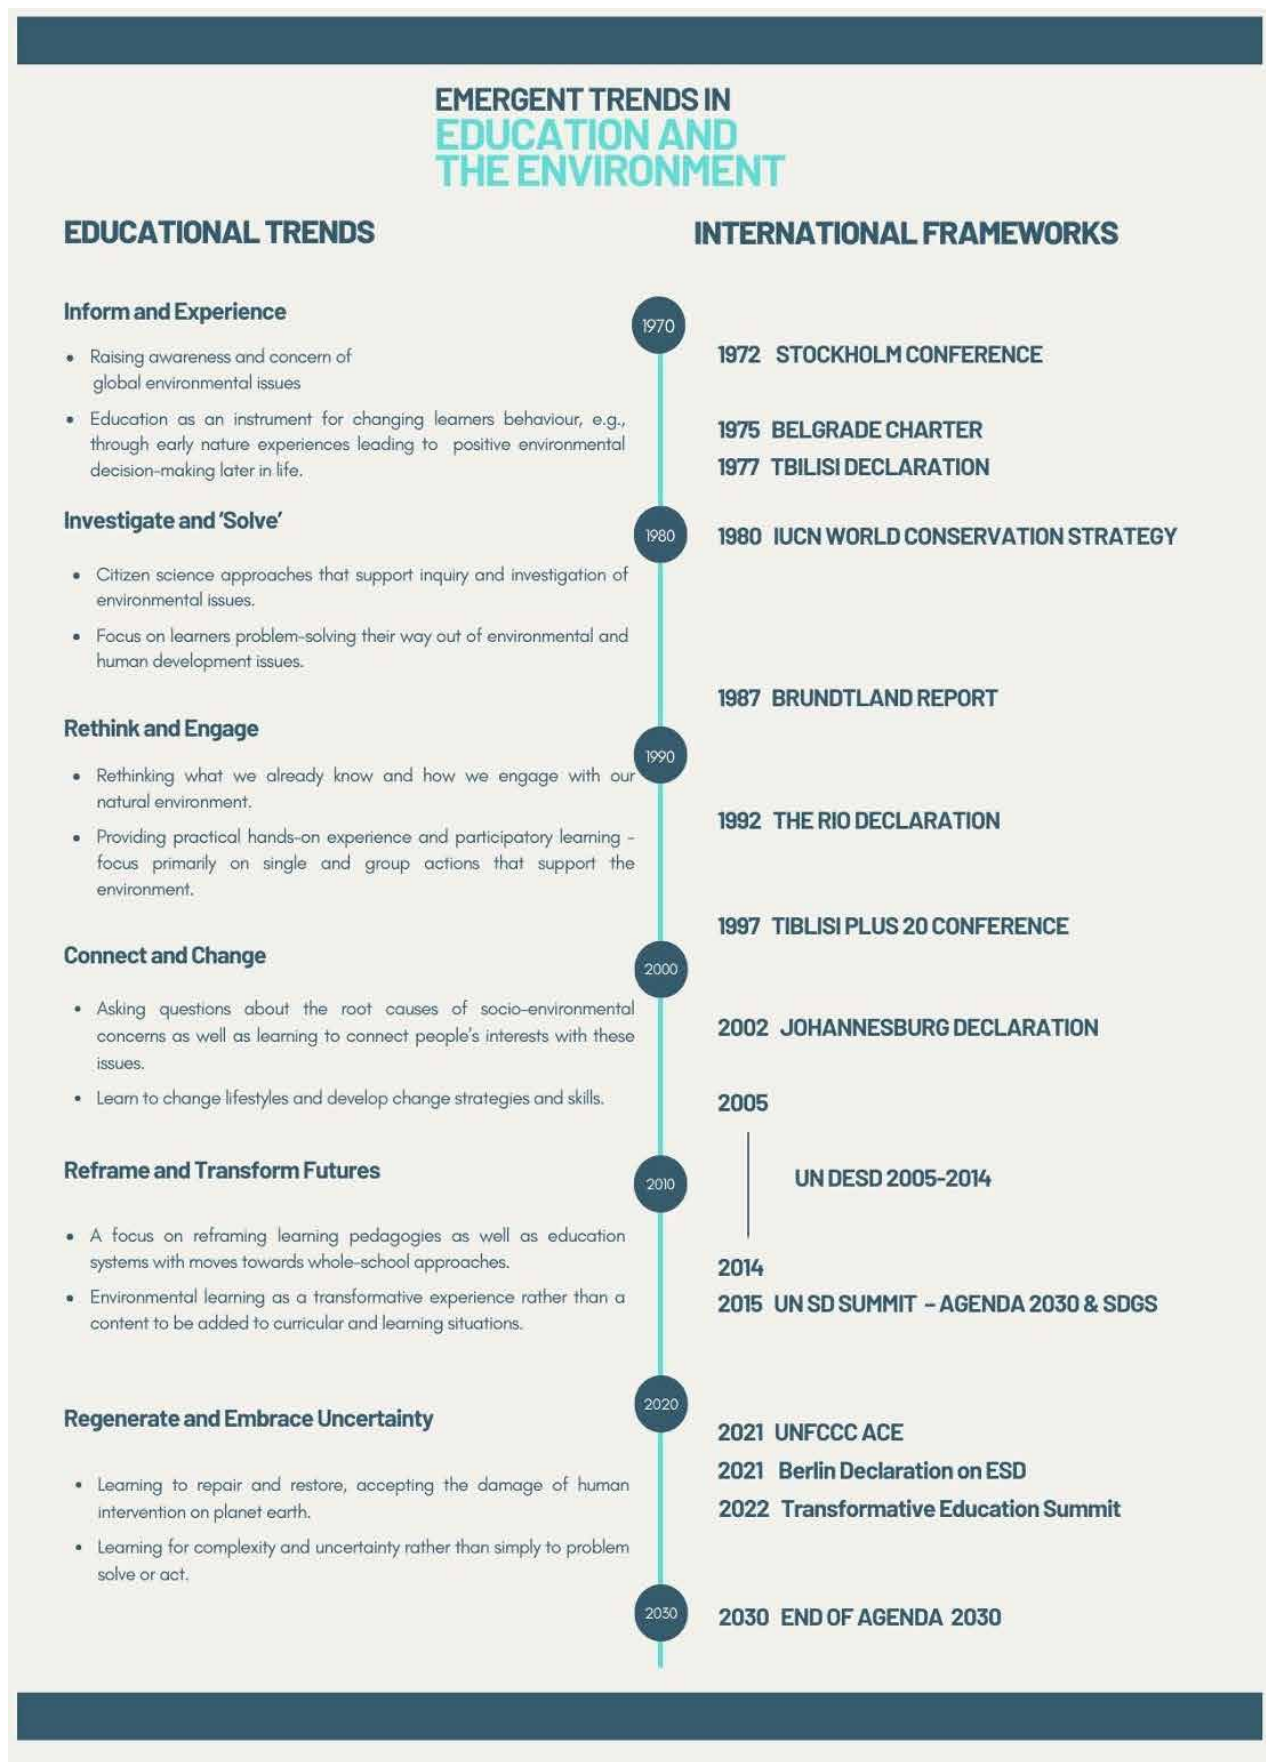 EMERGENT TRENDS IN
EDUCATION AND
THE ENVIRONMENT
EDUCATIONAL TRENDS
Inform and Experience
• Raising awareness and concern of
global environmental issues
• Education as an instrument for changing learners behaviour, e.g.,
through early nature experiences leading to positive environmental
decision-making later in life.
Investigate and ‘Solve’
• Citizen science approaches that support inquiry and investigation of
environmental issues.
• Focus on learners problem-solving their way out of environmental and
human development issues.
Rethink and Engage
• Rethinking what we already know and how we engage with our
natural environment.
• Providing practical hands-on experience and participatory learning -
focus primarily on single and group actions that support the
environment.
Connect and Change
• Asking questions about the root causes of socio-environmental
concerns as well as learning to connect people's interests with these
issues.
• Learn to change lifestyles and develop change strategies and skills.
Reframe and Transform Futures
• A focus on reframing learning pedagogies as well as education
systems with moves towards whole-school approaches.
• Environmental learning as a transformative experience rather than a
content to be added to curricular and learning situations.
Regenerate and Embrace Uncertainty
• Learning to repair and restore, accepting the damage of human
intervention on planet earth.
• Learning for complexity and uncertainty rather than simply to problem
solve or act.
1970
1980
1990
2000
2010
2020
2030
INTERNATIONAL FRAMEWORKS
1972 STOCKHOLM CONFERENCE
1975 BELGRADE CHARTER
1977 TBILISI DECLARATION
1980 IUCN WORLD CONSERVATION STRATEGY
1987 BRUNDTLAND REPORT
1992 THE RIO DECLARATION
1997 TIBLISI PLUS 20 CONFERENCE
2002 JOHANNESBURG DECLARATION
2005
UN DESD 2005-2014
2014
2015 UN SD SUMMIT – AGENDA 2030 & SDGS
2021 UNFCCC ACE
2021 Berlin Declaration on ESD
2022 Transformative Education Summit
2030 END OF AGENDA 2030